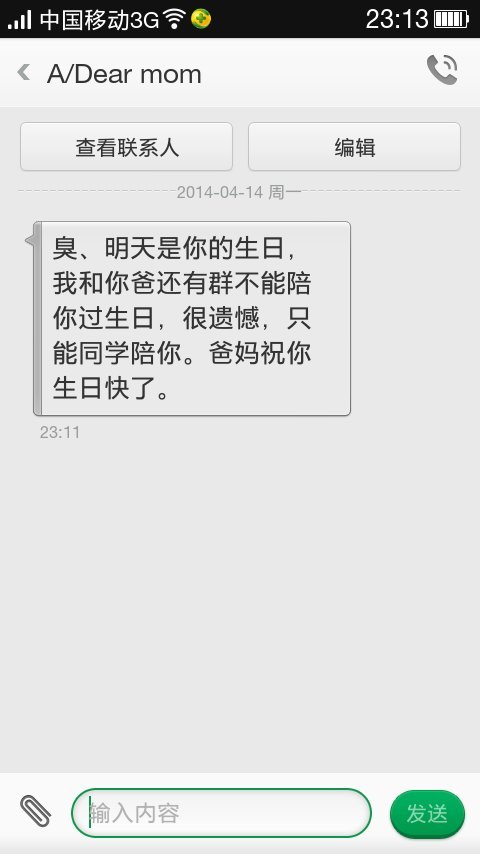 中国移动3G 23:13
A/Dear mom
查看联系人 编辑
2014-04-14 周一
臭、明天是你的生日，
我和你爸还有群不能陪
你过生日，很遗憾，只
能同学陪你。爸妈祝你
生日快了。
23:11
输入内容 发送